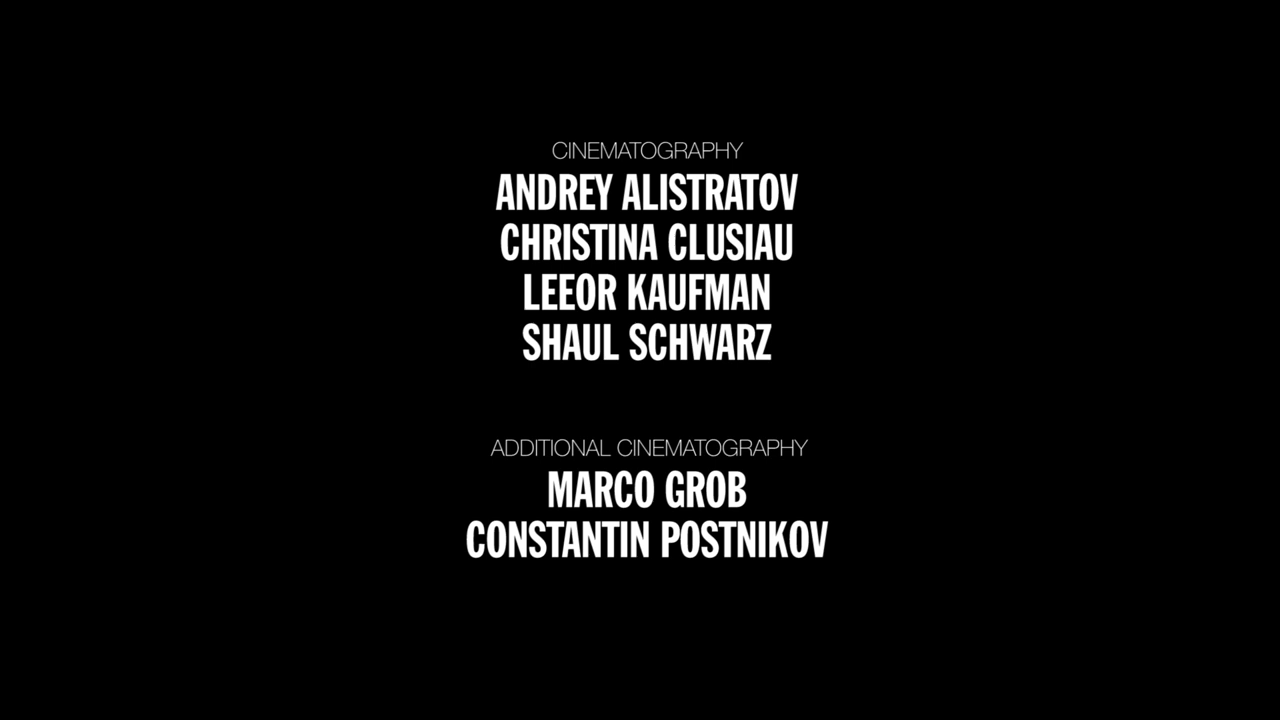 CINEMATOGRAPHY
ANDREY ALISTRATOV
CHRISTINA CLUSIAU
LEEOR KAUFMAN
SHAUL SCHWARZ
ADDITIONAL CINEMATOGRAPHY
MARCO GROB
CONSTANTIN POSTNIKOV